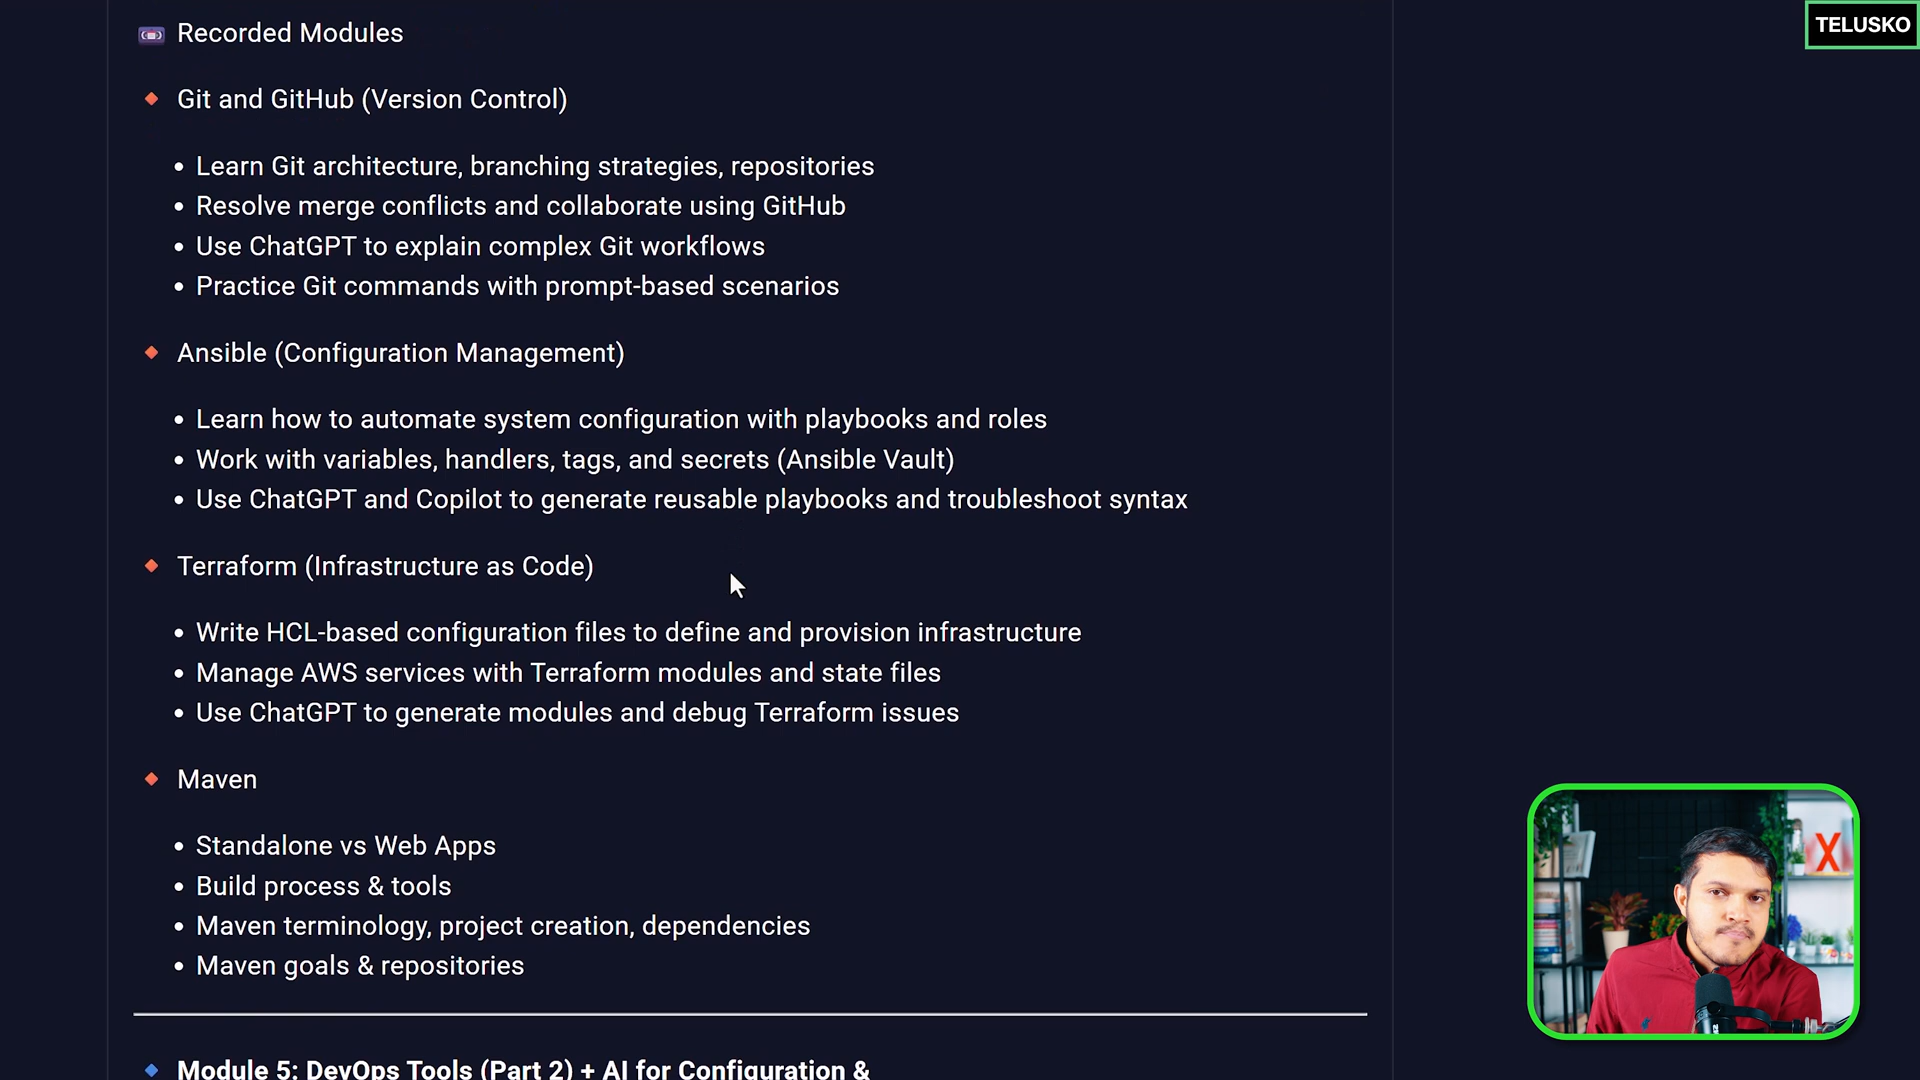 TELUSKO
Recorded Modules
Git and GitHub (Version Control)
• Learn Git architecture, branching strategies, repositories
• Resolve merge conflicts and collaborate using GitHub
• Use ChatGPT to explain complex Git workflows
• Practice Git commands with prompt-based scenarios
Ansible (Configuration Management)
• Learn how to automate system configuration with playbooks and roles
• Work with variables, handlers, tags, and secrets (Ansible Vault)
• Use ChatGPT and Copilot to generate reusable playbooks and troubleshoot syntax
Terraform (Infrastructure as Code)
• Write HCL-based configuration files to define and provision infrastructure
• Manage AWS services with Terraform modules and state files
• Use ChatGPT to generate modules and debug Terraform issues
Maven
• Standalone vs Web Apps
• Build process & tools
• Maven terminology, project creation, dependencies
• Maven goals & repositories
Module 5: DevOps Tools (Part 2) + AI for Configuration &
X